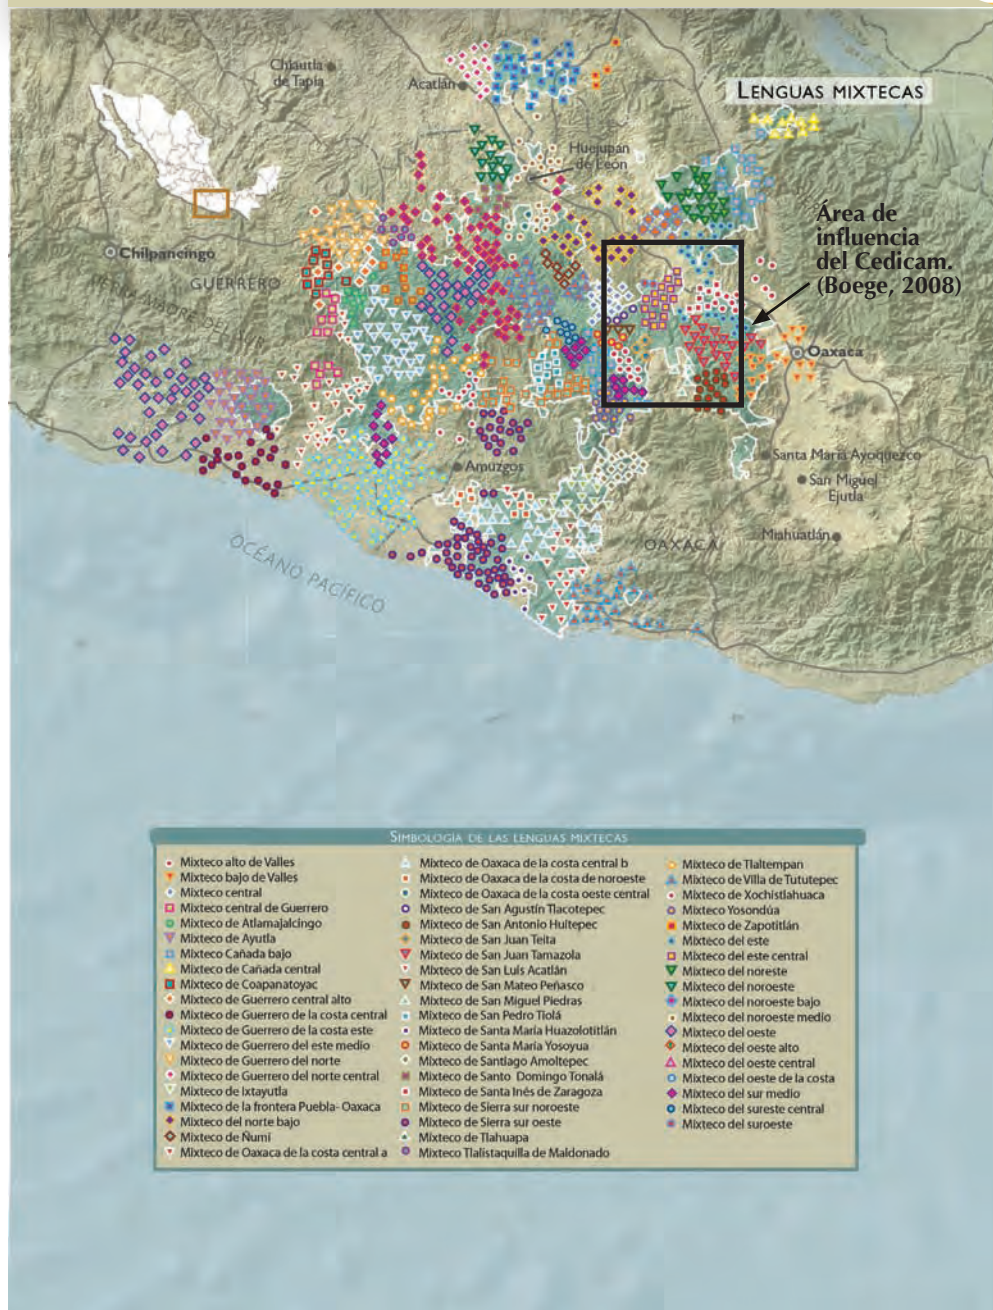 Chiautla
de Tapia
Acatlán
LENGUAS MIXTECAS
Huejuapan
de León
Área de
influencia
del Cedicam.
(Boege, 2008)
Chilpancingo
GUERRERO
SIERRA MADRE DEL SUR
Oaxaca
Santa María Ayoquezco
Amuzgos
San Miguel
Ejutla
Miahuatlán
OAXACA
OCÉANO PACÍFICO
SIMBOLOGÍA DE LAS LENGUAS MIXTECAS
Mixteco alto de Valles
Mixteco bajo de Valles
Mixteco central
Mixteco central de Guerrero
Mixteco de Atlamajalcingo
Mixteco de Ayutla
Mixteco Cañada bajo
Mixteco de Cañada central
Mixteco de Coapanatoyac
Mixteco de Guerrero central alto
Mixteco de Guerrero de la costa central
Mixteco de Guerrero de la costa este
Mixteco de Guerrero del este medio
Mixteco de Guerrero del norte
Mixteco de Guerrero del norte central
Mixteco de Ixtayutla
Mixteco de la frontera Puebla- Oaxaca
Mixteco del norte bajo
Mixteco de Ñumí
Mixteco de Oaxaca de la costa central a
Mixteco de Oaxaca de la costa central b
Mixteco de Oaxaca de la costa de noroeste
Mixteco de Oaxaca de la costa oeste central
Mixteco de San Agustín Tlacotepec
Mixteco de San Antonio Huitepec
Mixteco de San Juan Teita
Mixteco de San Juan Tamazola
Mixteco de San Luís Acatlán
Mixteco de San Mateo Peñasco
Mixteco de San Miguel Piedras
Mixteco de San Pedro Tiolá
Mixteco de Santa María Huazolotitlán
Mixteco de Santa María Yosoyua
Mixteco de Santiago Amoltepec
Mixteco de Santo Domingo Tonalá
Mixteco de Santa Inés de Zaragoza
Mixteco de Sierra sur noroeste
Mixteco de Sierra sur oeste
Mixteco de Tlahuapa
Mixteco Tlalistaquilla de Maldonado
Mixteco de Tlaltempan
Mixteco de Villa de Tututepec
Mixteco de Xochistlahuaca
Mixteco Yosondúa
Mixteco de Zapotitlán
Mixteco del este
Mixteco del este central
Mixteco del noreste
Mixteco del noroeste
Mixteco del noroeste bajo
Mixteco del noroeste medio
Mixteco del oeste
Mixteco del oeste alto
Mixteco del oeste central
Mixteco del oeste de la costa
Mixteco del sur medio
Mixteco del sureste central
Mixteco del suroeste